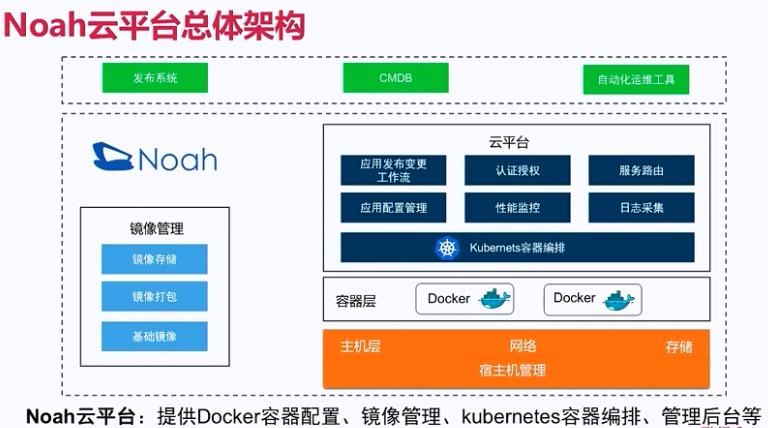 Noah云平台总体架构
发布系统
CMDB
自动化运维工具
Noah
云平台
应用发布变更
工作流
认证授权
服务路由
应用配置管理
性能监控
日志采集
Kubernets容器编排
镜像管理
镜像存储
镜像打包
基础镜像
容器层
Docker
Docker
主机层
网络
存储
宿主机管理
Noah云平台：提供Docker容器配置、镜像管理、kubernetes容器编排、管理后台等